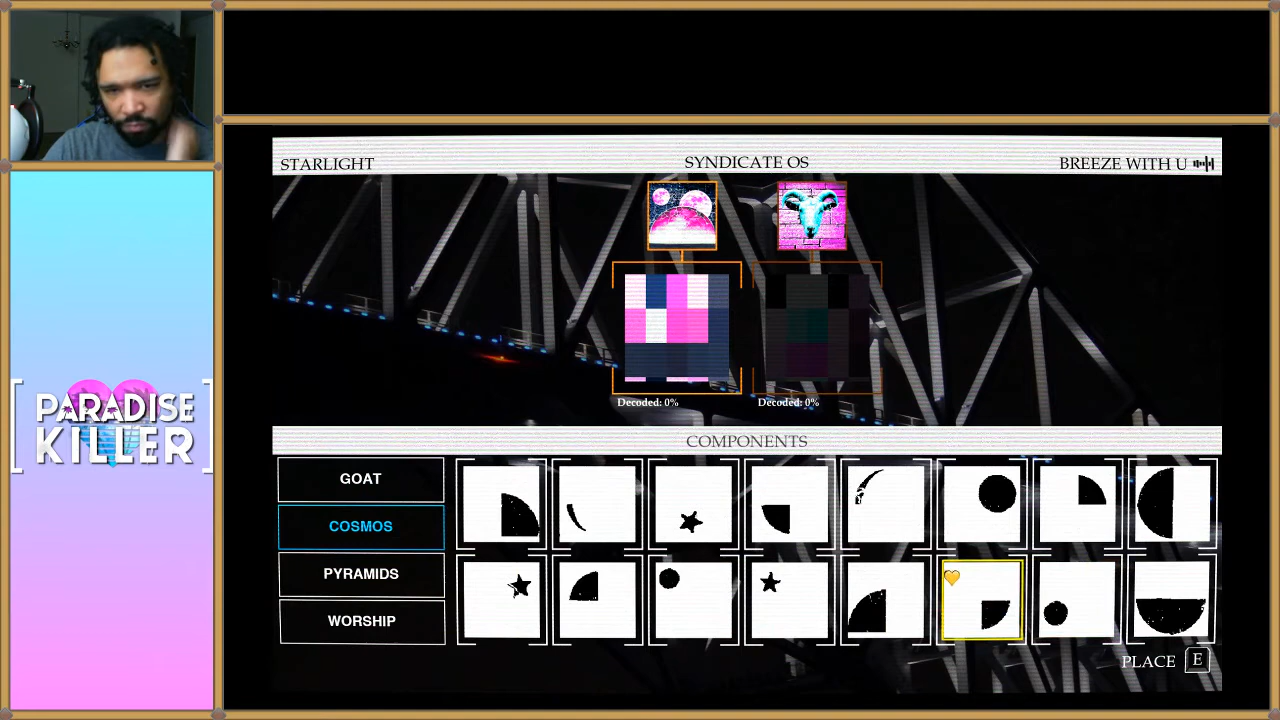 STARLIGHT
SYNDICATE OS
BREEZE WITH U
Decoded: 0%
Decoded: 0%
COMPONENTS
GOAT
COSMOS
PYRAMIDS
WORSHIP
PLACE E
PARADISE
KILLER